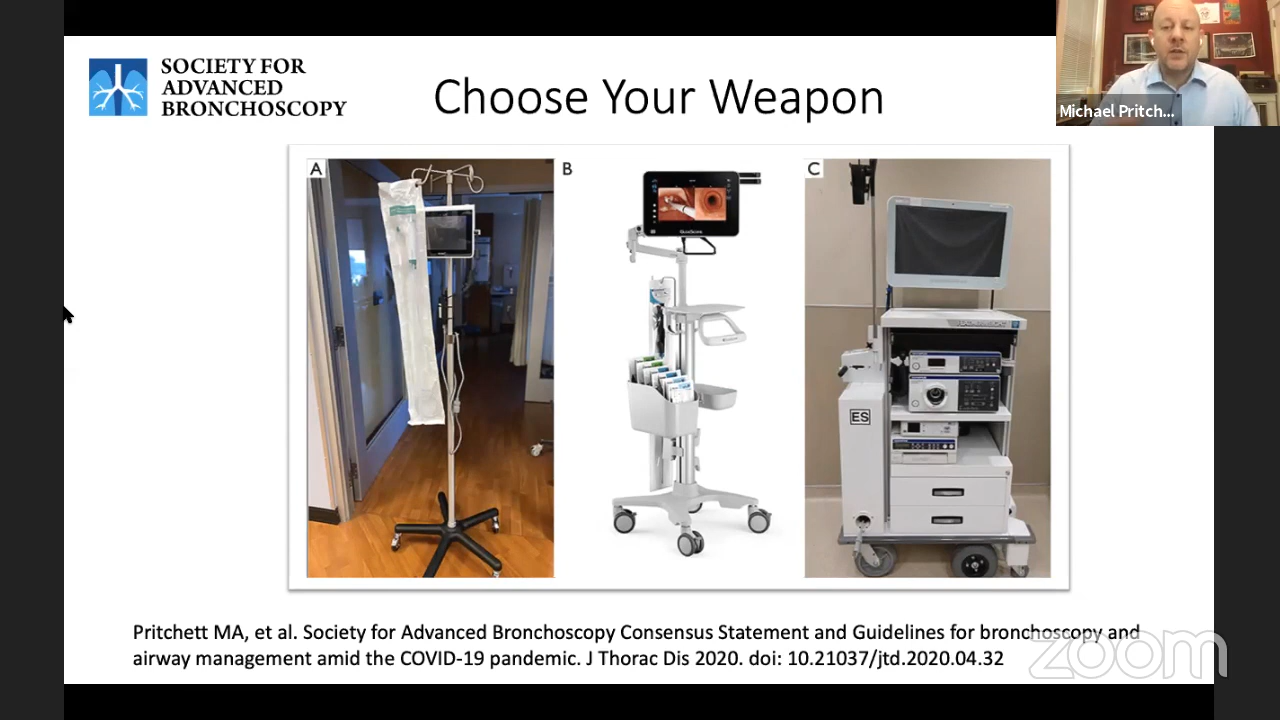 SOCIETY FOR
ADVANCED
BRONCHOSCOPY
Choose Your Weapon
Michael Pritch...
A
B
C
ES
Pritchett MA, et al. Society for Advanced Bronchoscopy Consensus Statement and Guidelines for bronchoscopy and
airway management amid the COVID-19 pandemic. J Thorac Dis 2020. doi: 10.21037/jtd.2020.04.32
zoom